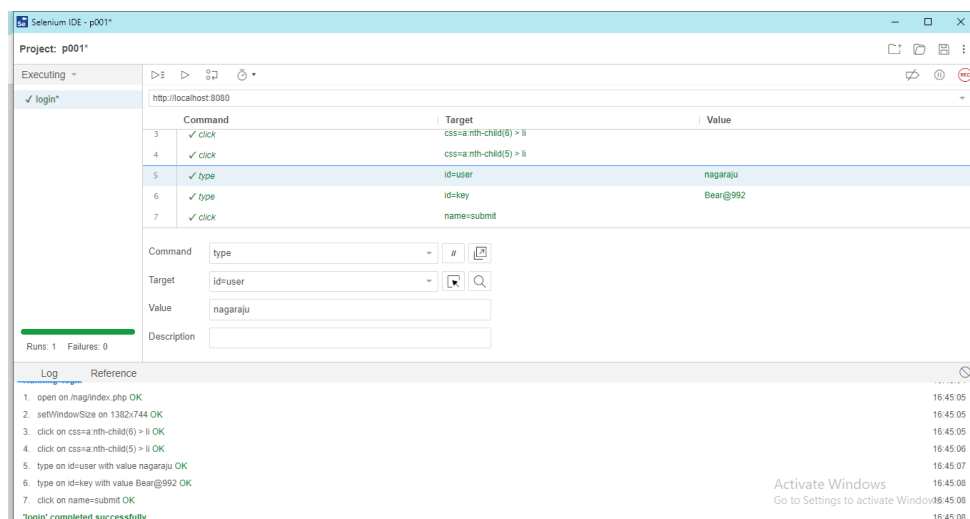 Selenium IDE - p001*
Project: p001*
Executing
✓ login*
http://localhost:8080
Command Target Value
3 ✓ click css=a:nth-child(6) > li
4 ✓ click css=a:nth-child(5) > li
5 ✓ type id=user nagaraju
6 ✓ type id=key Bear@992
7 ✓ click name=submit
Command type //
Target id=user
Value nagaraju
Description
Runs: 1 Failures: 0
Log Reference
1. open on /nag/index.php OK 16:45:05
2. setWindowSize on 1382x744 OK 16:45:05
3. click on css=a:nth-child(6) > li OK 16:45:05
4. click on css=a:nth-child(5) > li OK 16:45:06
5. type on id=user with value nagaraju OK 16:45:07
6. type on id=key with value Bear@992 OK 16:45:08
7. click on name=submit OK 16:45:08
'login' completed successfully 16:45:08
Activate Windows
Go to Settings to activate Windows.
REC